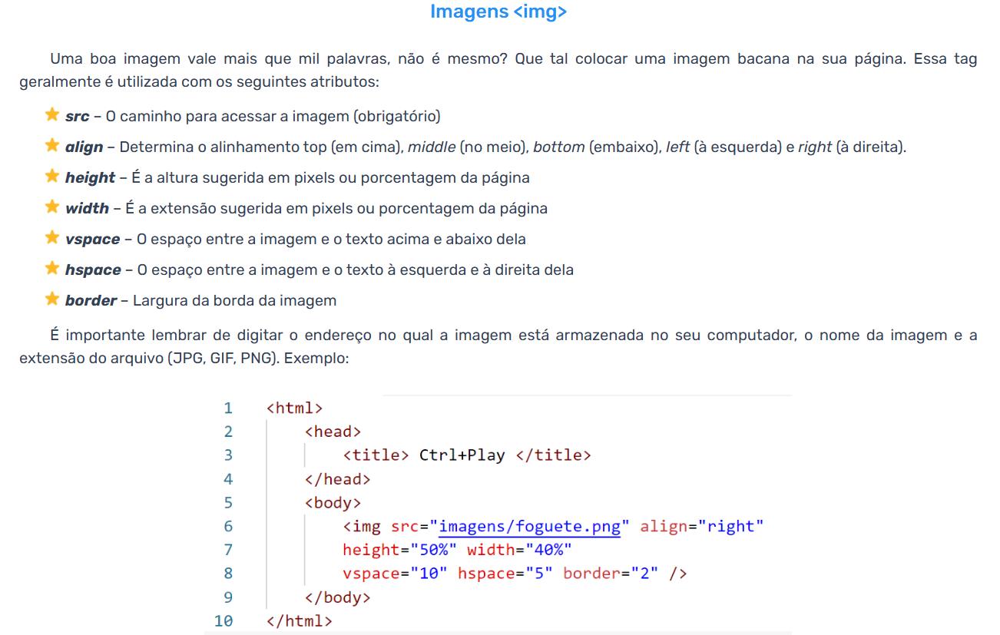 Imagens <img>
Uma boa imagem vale mais que mil palavras, não é mesmo? Que tal colocar uma imagem bacana na sua página. Essa tag
geralmente é utilizada com os seguintes atributos:
src – O caminho para acessar a imagem (obrigatório)
align – Determina o alinhamento top (em cima), middle (no meio), bottom (embaixo), left (à esquerda) e right (à direita).
height – É a altura sugerida em pixels ou porcentagem da página
width – É a extensão sugerida em pixels ou porcentagem da página
vspace – O espaço entre a imagem e o texto acima e abaixo dela
hspace – O espaço entre a imagem e o texto à esquerda e à direita dela
border – Largura da borda da imagem
É importante lembrar de digitar o endereço no qual a imagem está armazenada no seu computador, o nome da imagem e a
extensão do arquivo (JPG, GIF, PNG). Exemplo:
1 <html>
2 <head>
3 <title> Ctrl+Play </title>
4 </head>
5 <body>
6 <img src="imagens/foguete.png" align="right"
7 height="50%" width="40%"
8 vspace="10" hspace="5" border="2" />
9 </body>
10 </html>